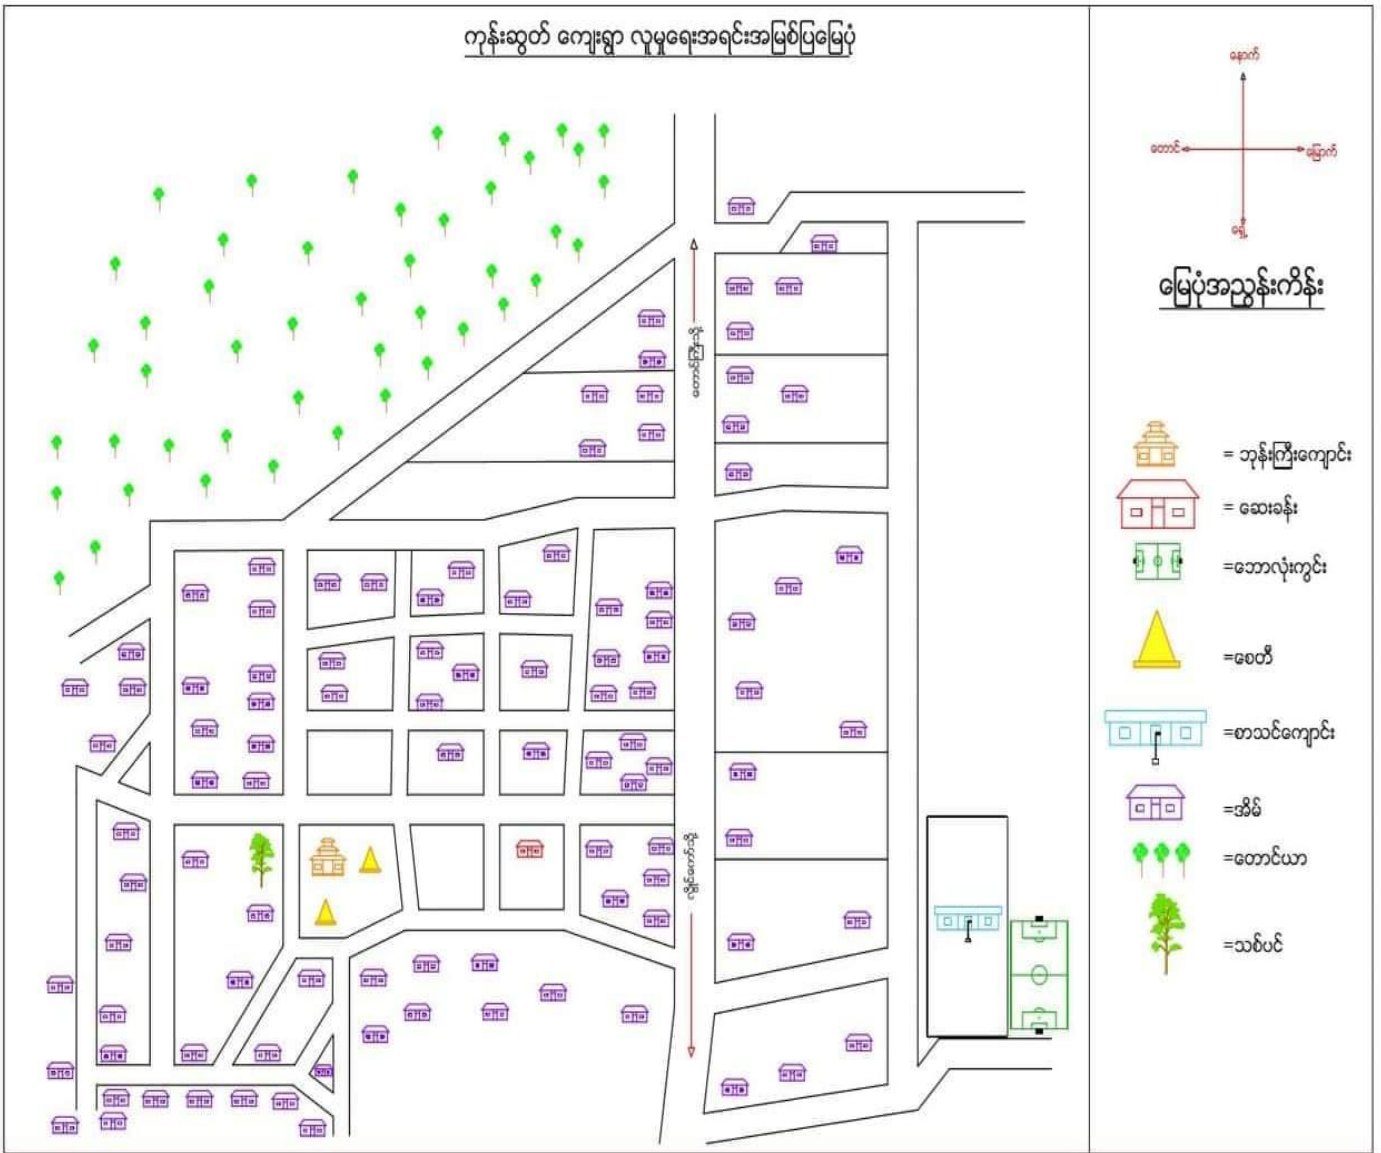 ကုန်းဆွတ် ကျေးရွာ လူမှုရေးအရင်းအမြစ်ပြမြေပုံ
နောက်
တောင်
မြောက်
ရှေ့
မြေပုံအညွှန်းကိန်း
= ဘုန်းကြီးကျောင်း
= ဆေးခန်း
=ဘောလုံးကွင်း
=စေတီ
=စာသင်ကျောင်း
=အိမ်
=တောင်ယာ
=သစ်ပင်